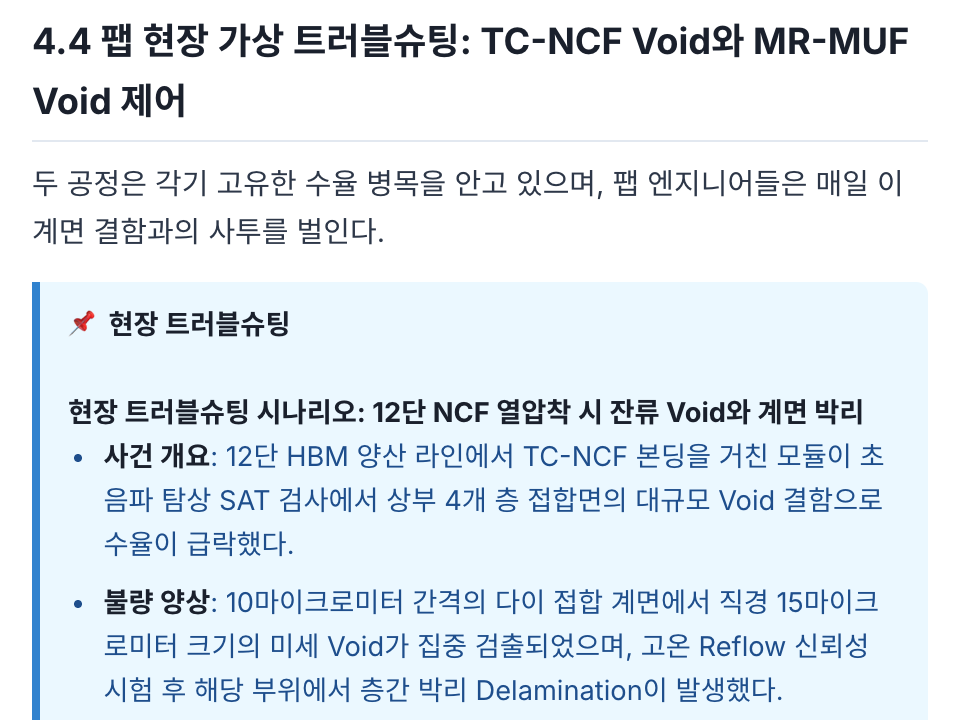 4.4 팹 현장 가상 트러블슈팅: TC-NCF Void와 MR-MUF
Void 제어
두 공정은 각기 고유한 수율 병목을 안고 있으며, 팹 엔지니어들은 매일 이
계면 결함과의 사투를 벌인다.
📌 현장 트러블슈팅
현장 트러블슈팅 시나리오: 12단 NCF 열압착 시 잔류 Void와 계면 박리
• 사건 개요: 12단 HBM 양산 라인에서 TC-NCF 본딩을 거친 모듈이 초
음파 탐상 SAT 검사에서 상부 4개 층 접합면의 대규모 Void 결함으로
수율이 급락했다.
• 불량 양상: 10마이크로미터 간격의 다이 접합 계면에서 직경 15마이크
로미터 크기의 미세 Void가 집중 검출되었으며, 고온 Reflow 신뢰성
시험 후 해당 부위에서 층간 박리 Delamination이 발생했다.